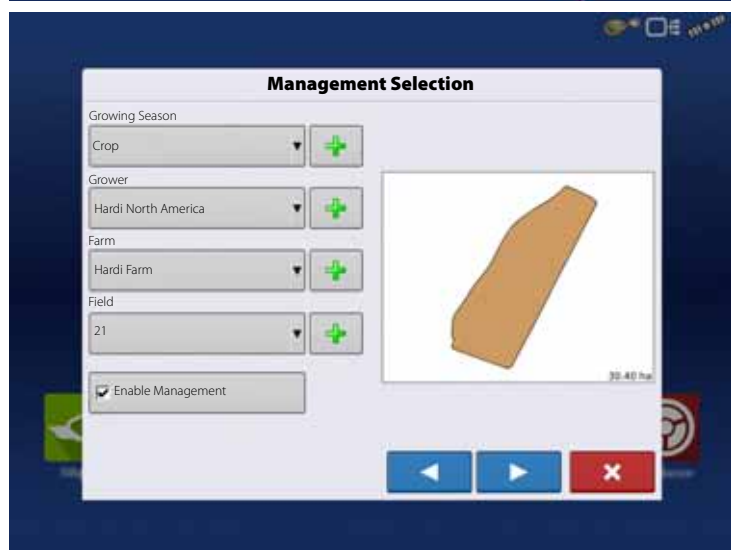 Management Selection
Growing Season
Crop
Grower
Hardi North America
Farm
Hardi Farm
Field
21
30.40 ha
Enable Management